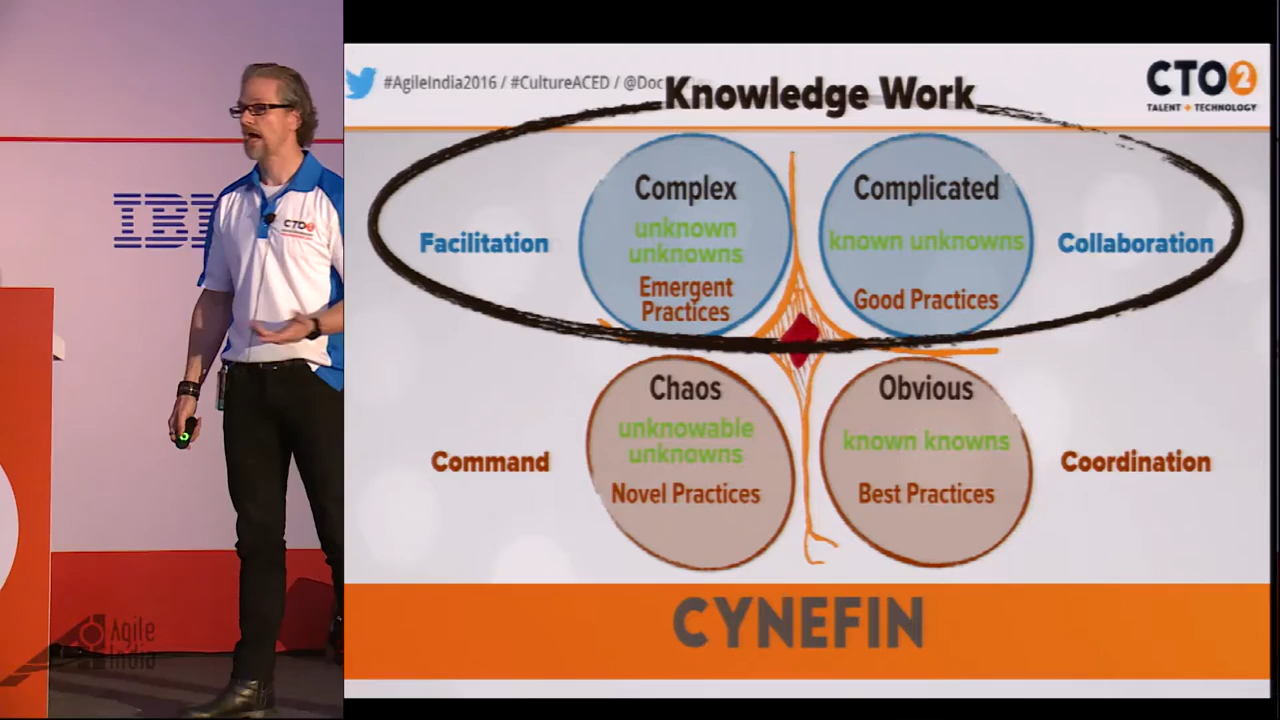 #AgileIndia2016 / #CultureACED / @Doc
Knowledge Work
CTO2
TALENT + TECHNOLOGY
Complex
unknown
unknowns
Emergent
Practices
Complicated
known unknowns
Good Practices
Facilitation
Collaboration
Chaos
unknowable
unknowns
Novel Practices
Obvious
known knowns
Best Practices
Command
Coordination
CYNEFIN
CTO2
Agile
India